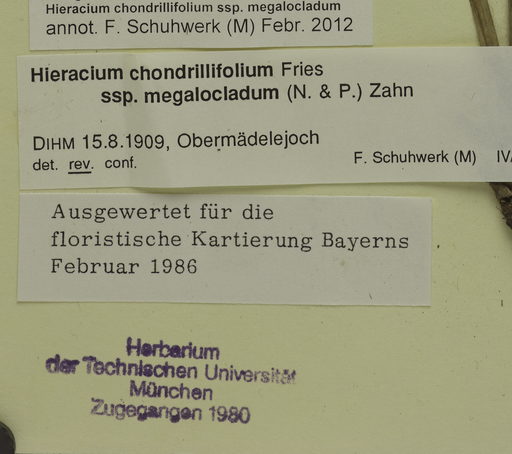 Hieracium chondrillifolium ssp. megalocladum
annot. F. Schuhwerk (M) Febr. 2012
Hieracium chondrillifolium Fries
ssp. megalocladum (N. & P.) Zahn
DIHM 15.8.1909, Obermädelejoch
det. rev. conf. F. Schuhwerk (M)
Ausgewertet für die
floristische Kartierung Bayerns
Februar 1986
Herbarium
der Technischen Universität
München
Zugegangen 1980